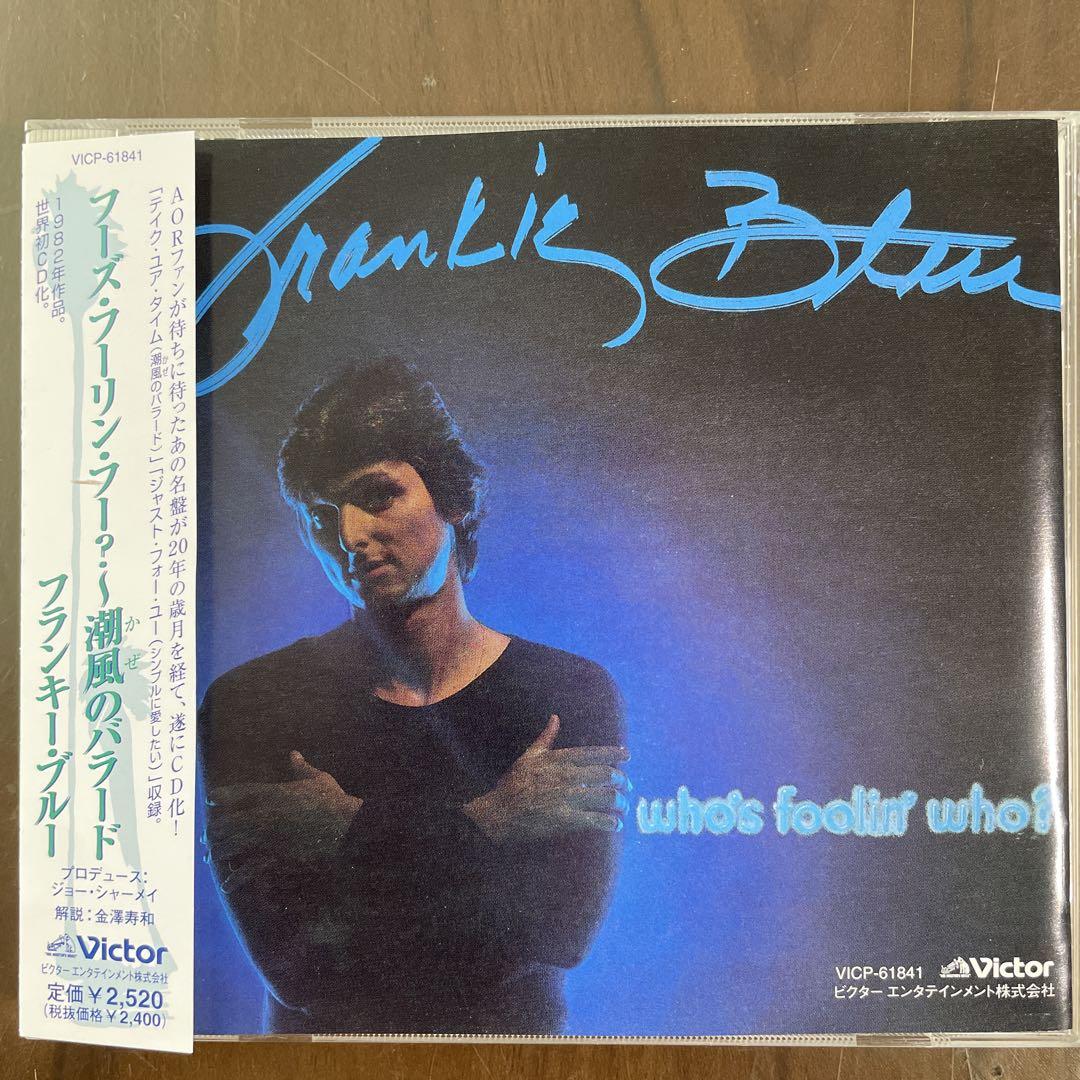 VICP-61841
AORファンが待ちに待ったあの名盤が20年の歳月を経て、遂にCD化!
「テイク・ユア・タイム(潮風のバラード)」「ジャスト・フォー・ユー(シンプルに愛したい)」収録。
かぜ
フーズ・フーリン・フー?〜潮風のバラード
かぜ
フランキー・ブルー
1982年作品。
世界初CD化。
プロデュース:
ジョー・シャーメイ
解説:金澤寿和
"HIS MASTER'S VOICE"
Victor
ビクター エンタテインメント株式会社
定価¥2,520
(税抜価格¥2,400)
Frankie Blue
who's foolin' who?
VICP-61841 Victor
ビクター エンタテインメント株式会社